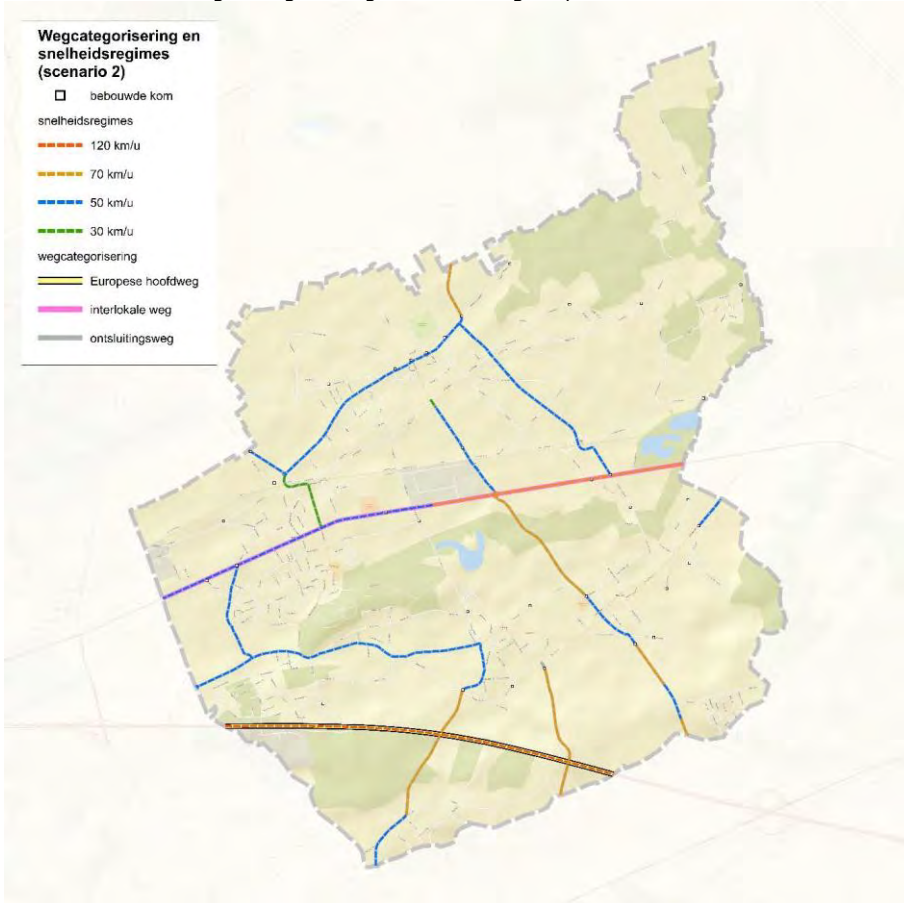 Wegcategorisering en
snelheidsregimes
(scenario 2)
bebouwde kom
snelheidsregimes
120 km/u
70 km/u
50 km/u
30 km/u
wegcategorisering
Europese hoofdweg
interlokale weg
ontsluitingsweg